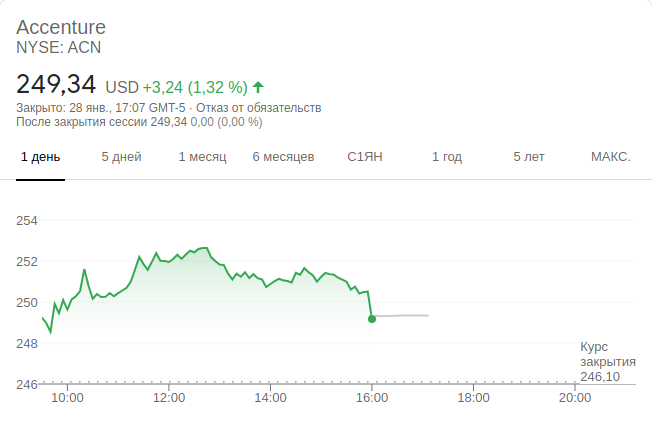 Accenture
NYSE: ACN
249,34 USD +3,24 (1,32 %)
Закрыто: 28 янв., 17:07 GMT-5 · Отказ от обязательств
После закрытия сессии 249,34 0,00 (0,00 %)
1 день 5 дней 1 месяц 6 месяцев С1ЯН 1 год 5 лет МАКС.
254
252
250
248
Курс
закрытия
246,10
246
10:00 12:00 14:00 16:00 18:00 20:00